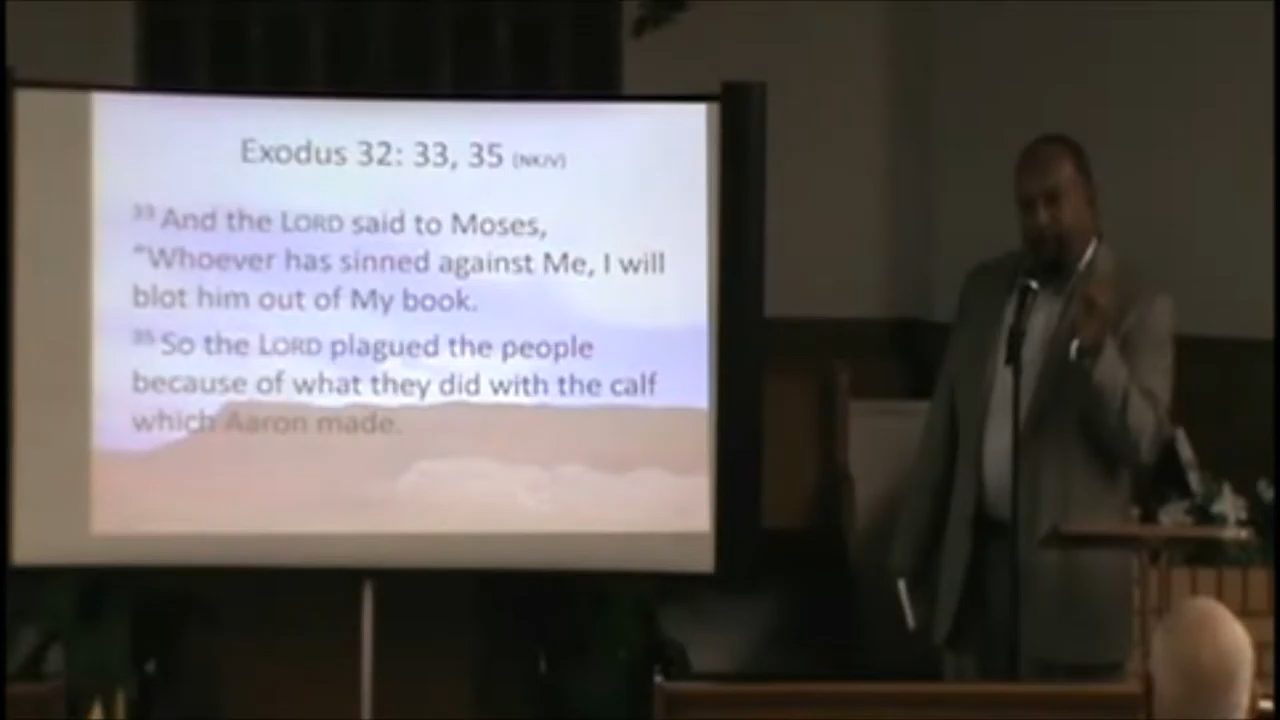 Exodus 32: 33, 35 (NKJV)
33 And the LORD said to Moses,
"Whoever has sinned against Me, I will
blot him out of My book.
35 So the LORD plagued the people
because of what they did with the calf
which Aaron made.